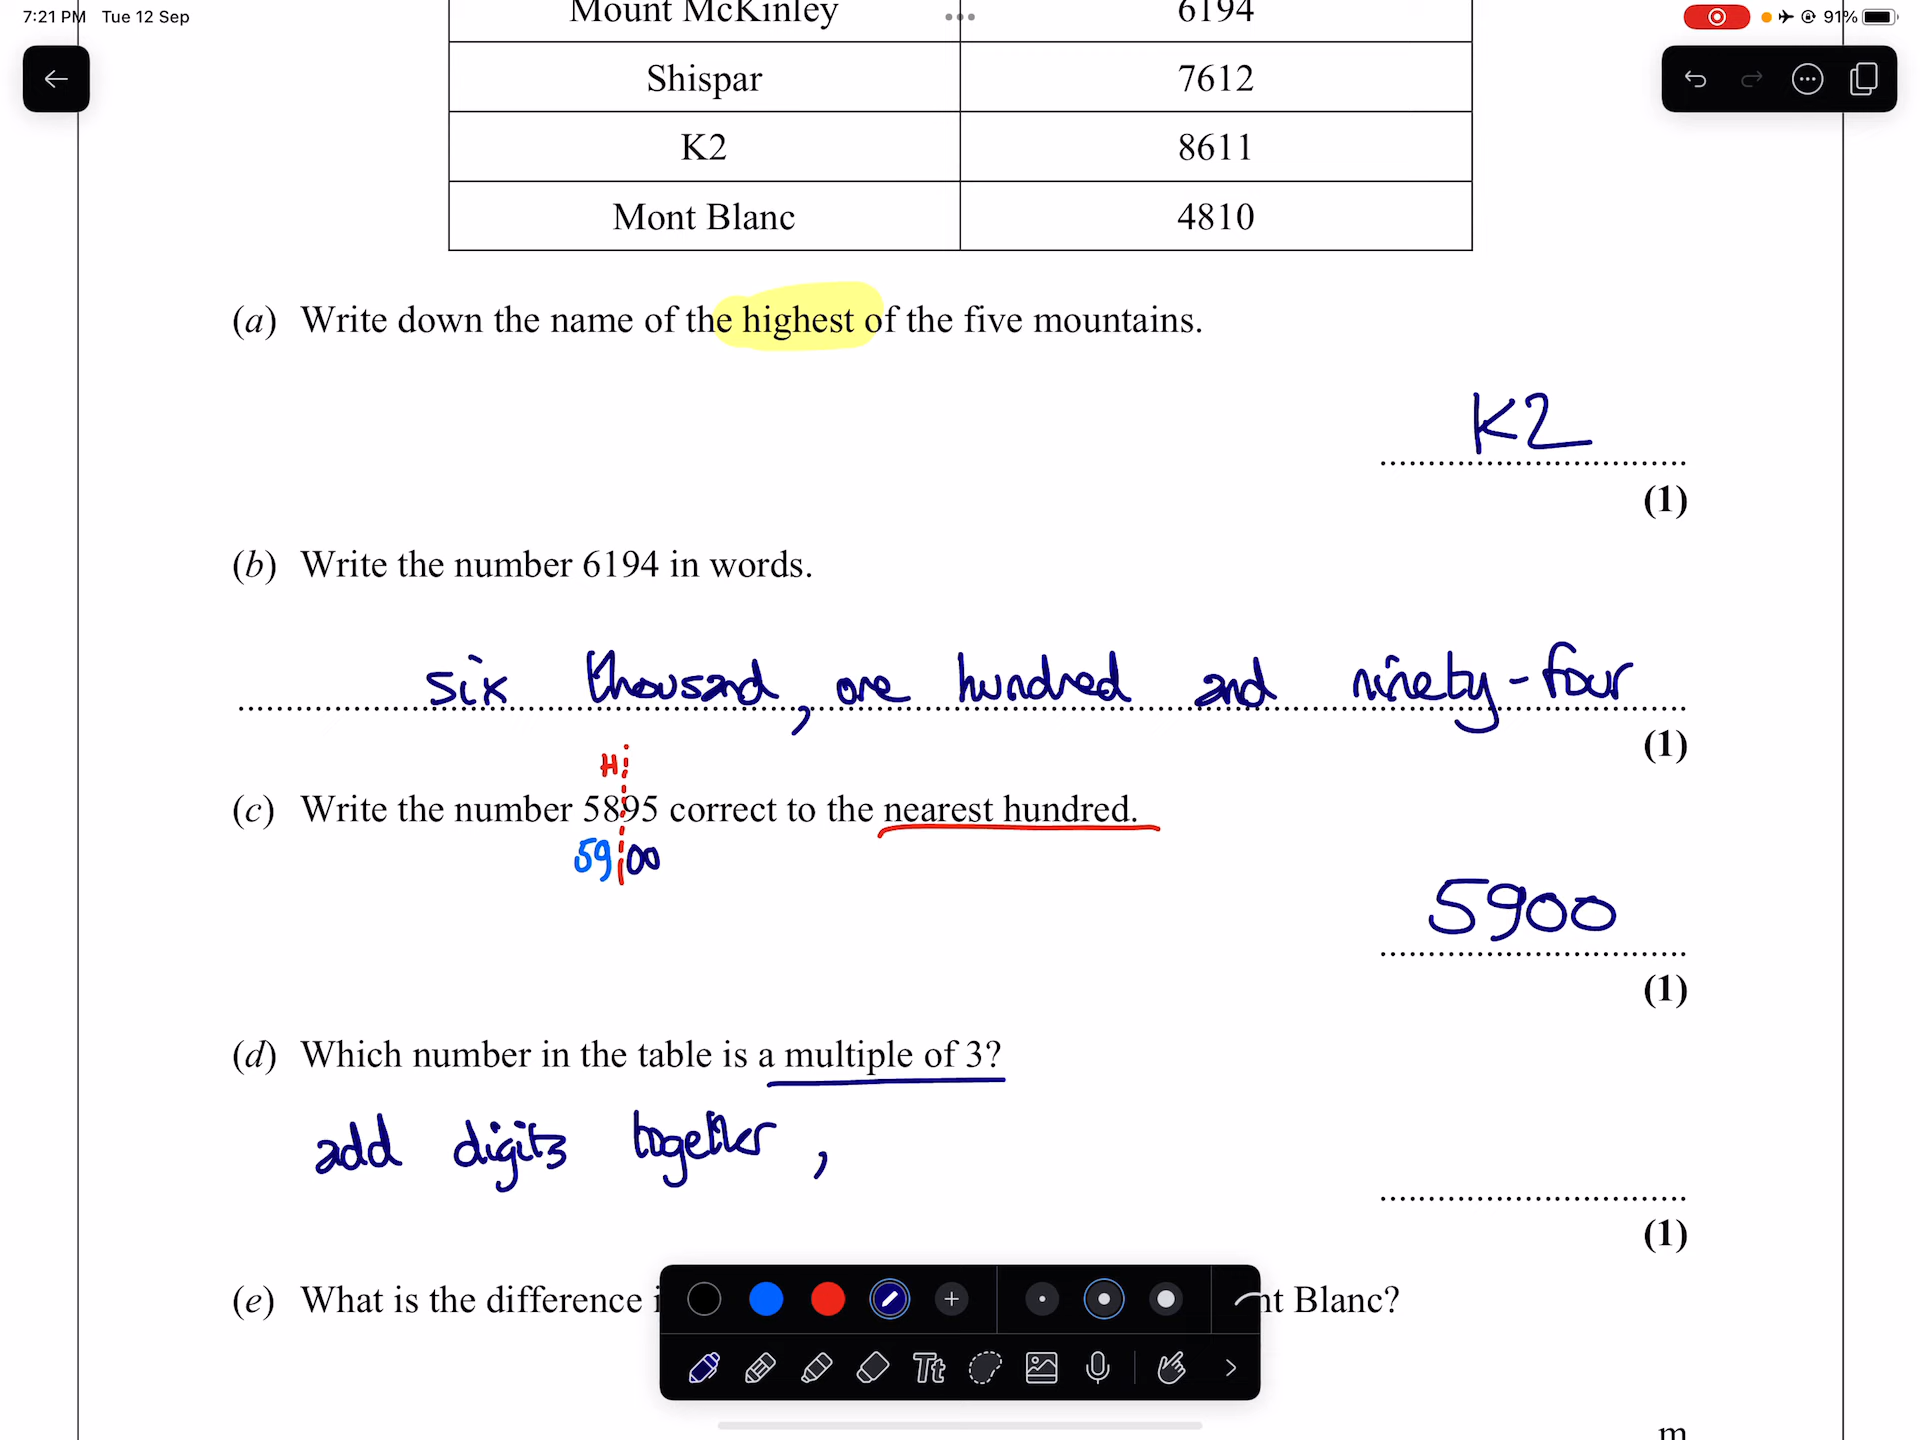 7:21 PM Tue 12 Sep
91%
Mount McKinley 6194
Shispar 7612
K2 8611
Mont Blanc 4810
(a) Write down the name of the highest of the five mountains.
K2
(1)
(b) Write the number 6194 in words.
six thousand, one hundred and ninety-four
(1)
H
(c) Write the number 5895 correct to the nearest hundred.
5900
5900
(1)
(d) Which number in the table is a multiple of 3?
add digits together ,
(1)
(e) What is the difference i nt Blanc?
Tt
m